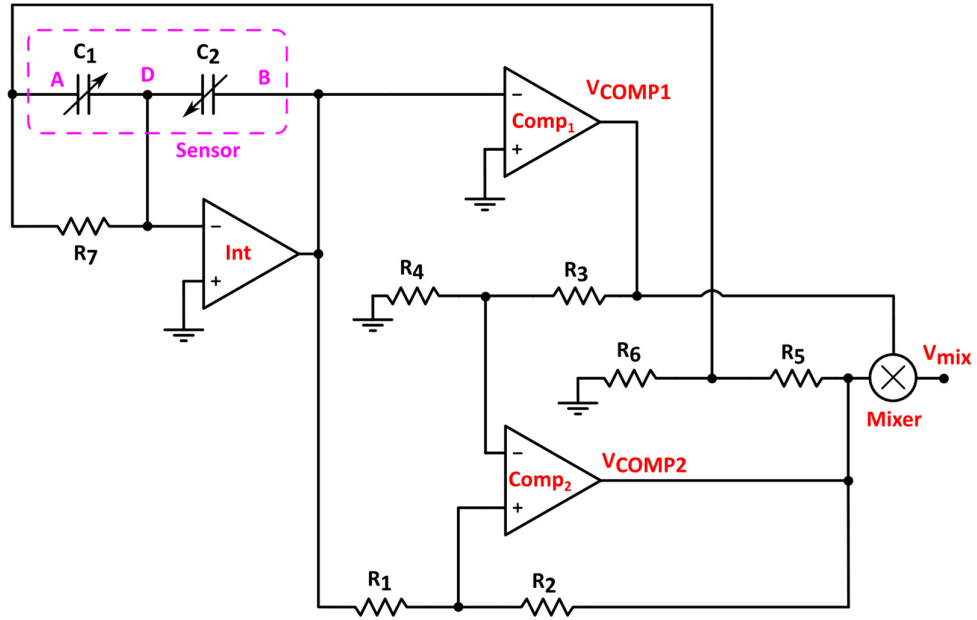 C1
C2
A
D
B
Sensor
VCOMP1
Comp1
−
+
R7
−
Int
+
R4
R3
R6
R5
Vmix
Mixer
−
Comp2
+
VCOMP2
R1
R2